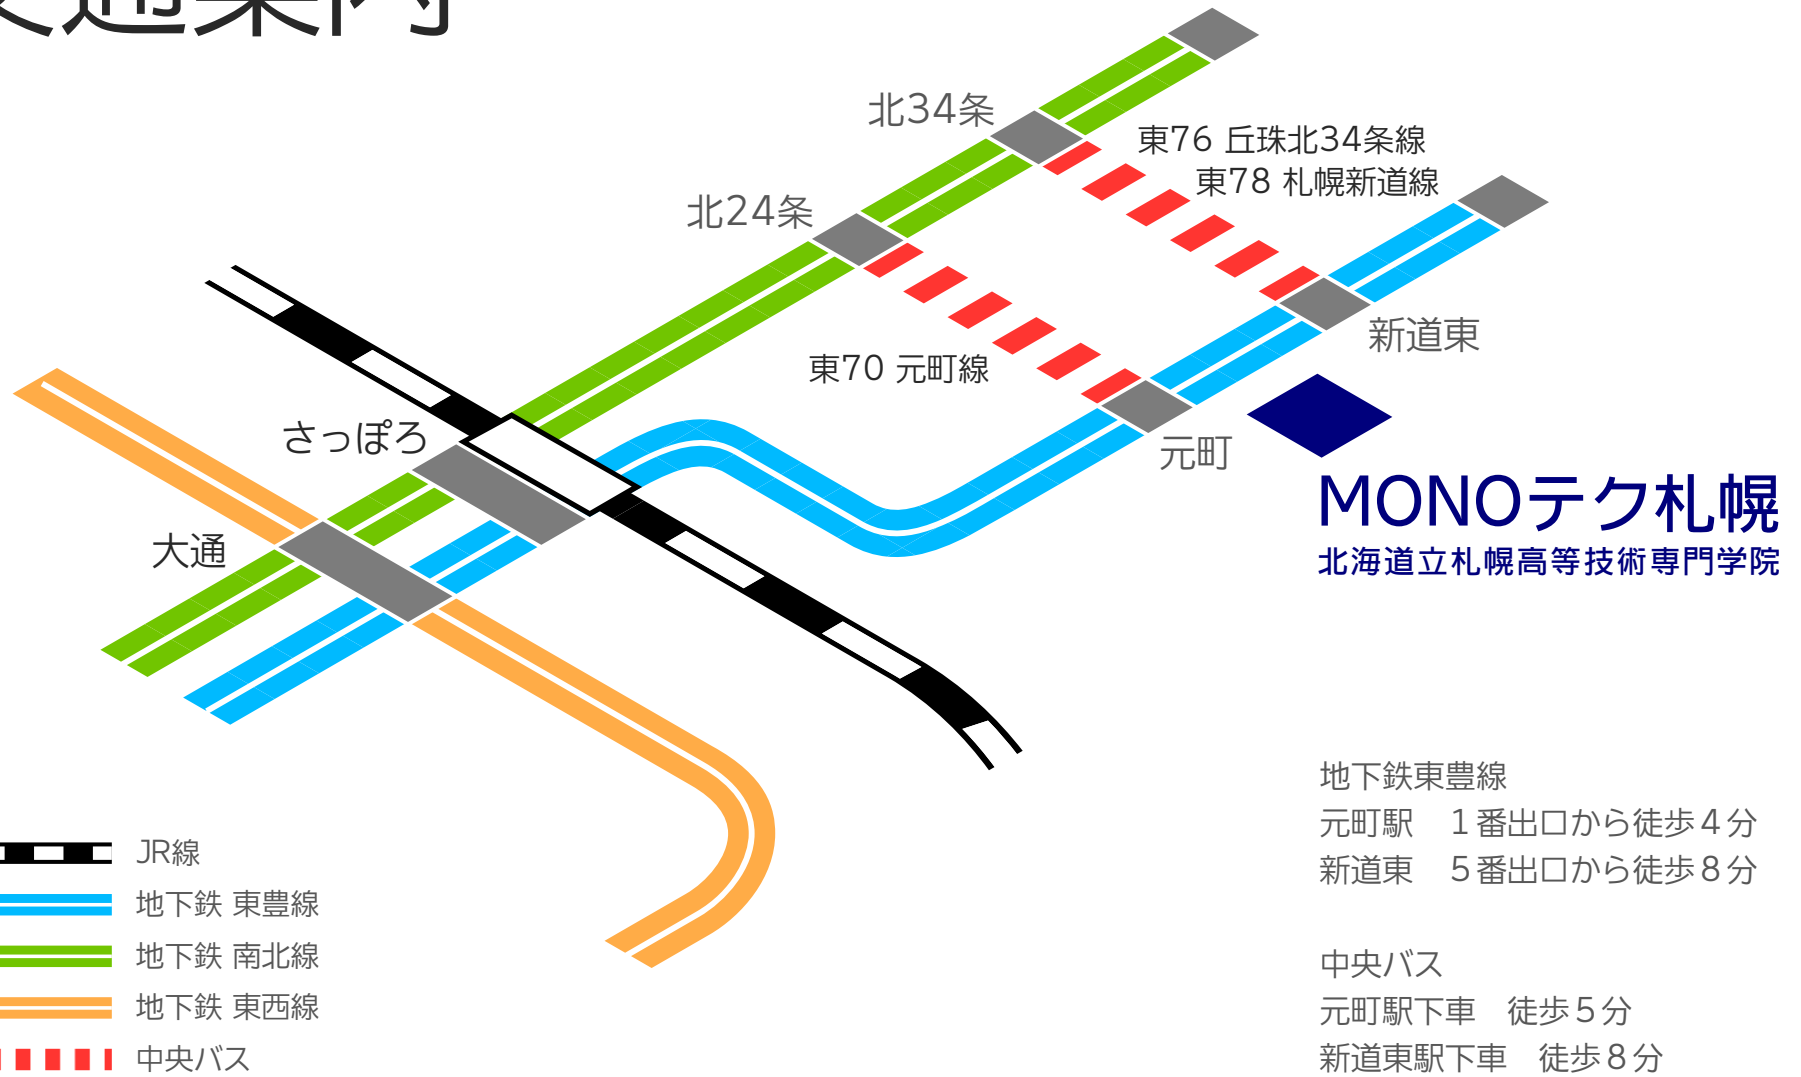 交通案内
北34条
東76 丘珠北34条線
東78 札幌新道線
北24条
新道東
東70 元町線
さっぽろ
元町
大通
MONOテク札幌
北海道立札幌高等技術専門学院
地下鉄東豊線
元町駅　１番出口から徒歩４分
新道東　５番出口から徒歩８分
中央バス
元町駅下車　徒歩５分
新道東駅下車　徒歩８分
JR線
地下鉄 東豊線
地下鉄 南北線
地下鉄 東西線
中央バス